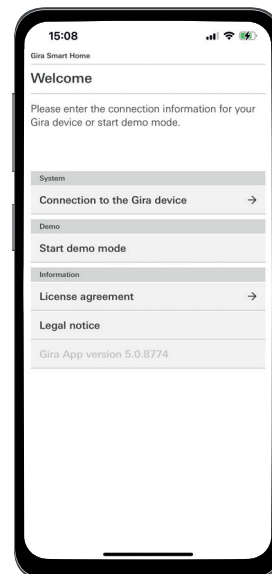 15:08
Gira Smart Home
Welcome
Please enter the connection information for your
Gira device or start demo mode.
System
Connection to the Gira device
Demo
Start demo mode
Information
License agreement
Legal notice
Gira App version 5.0.8774